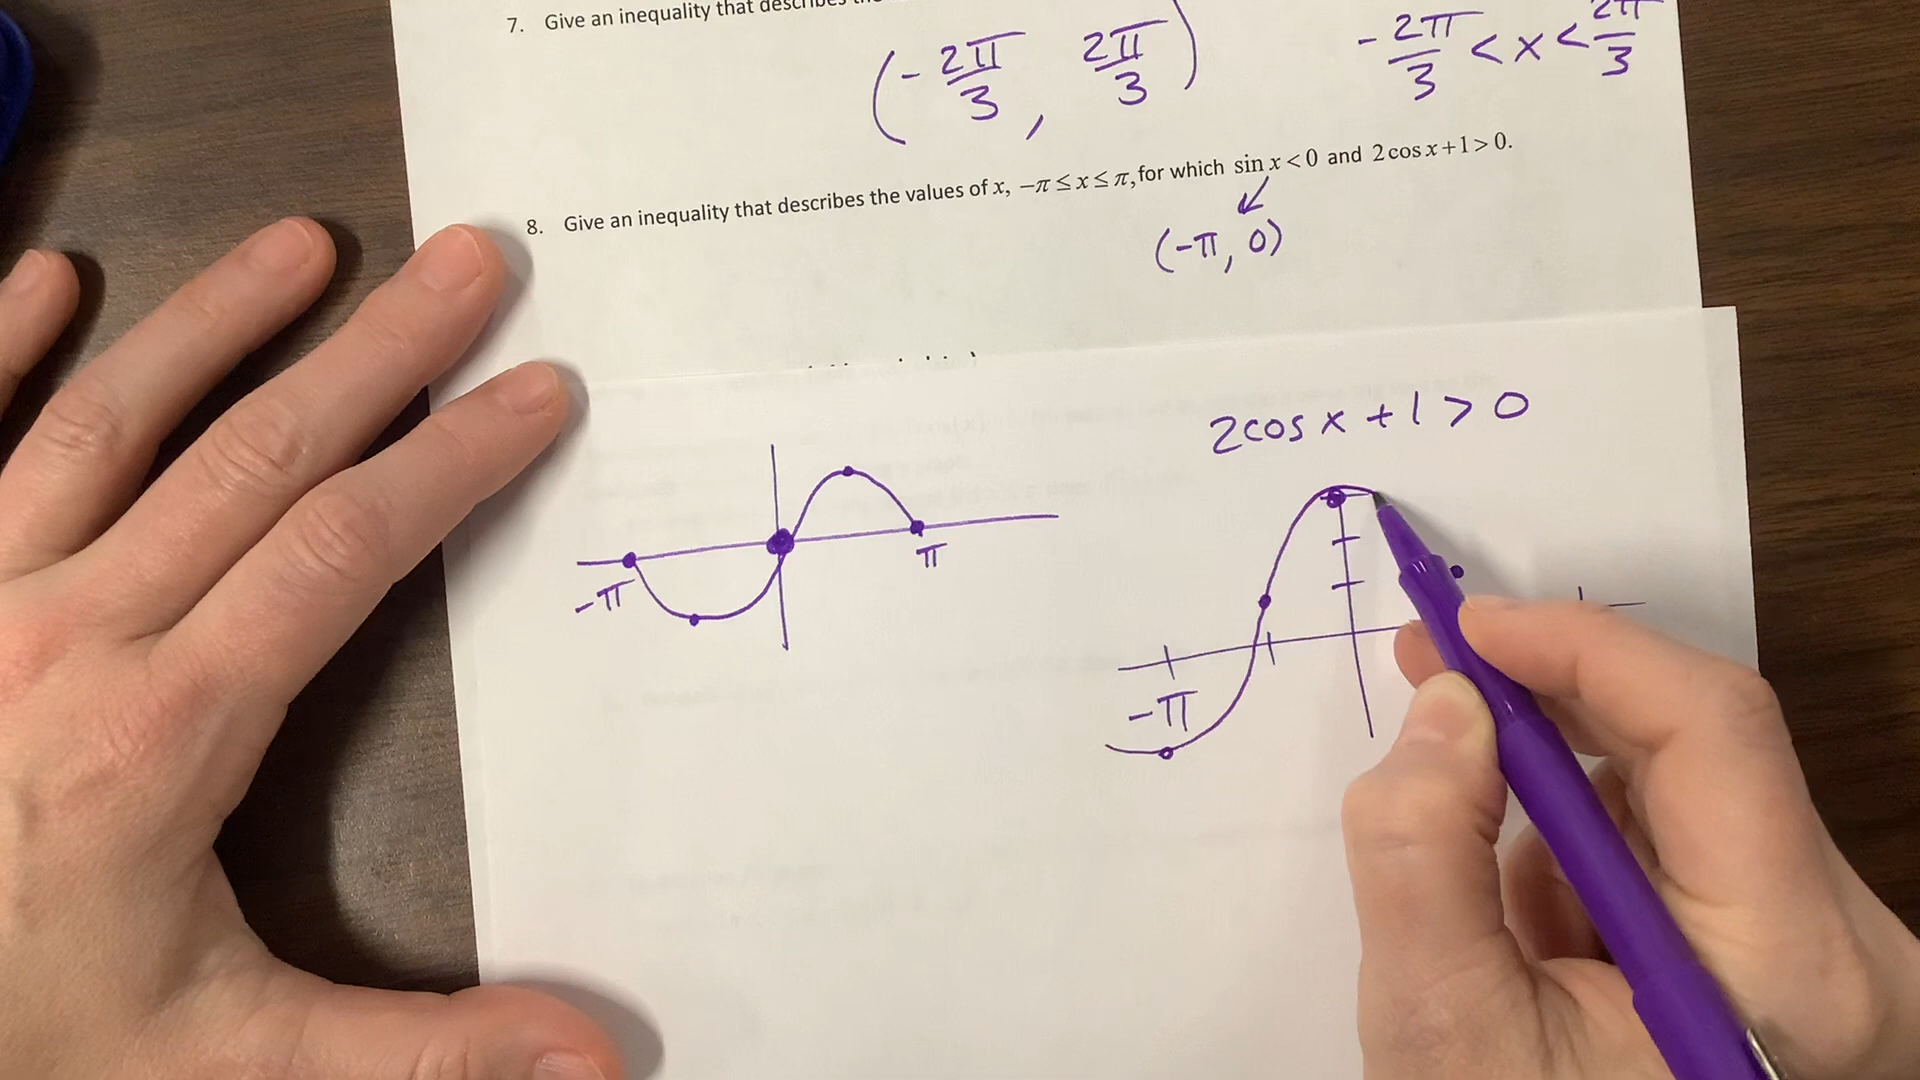 7. Give an inequality that describes the
(-2π/3, 2π/3) -2π/3 < x < 2π/3
8. Give an inequality that describes the values of x, −π ≤ x ≤ π, for which sin x < 0 and 2cos x + 1 > 0.
(-π, 0)
2cos x + 1 > 0
-π π
-π